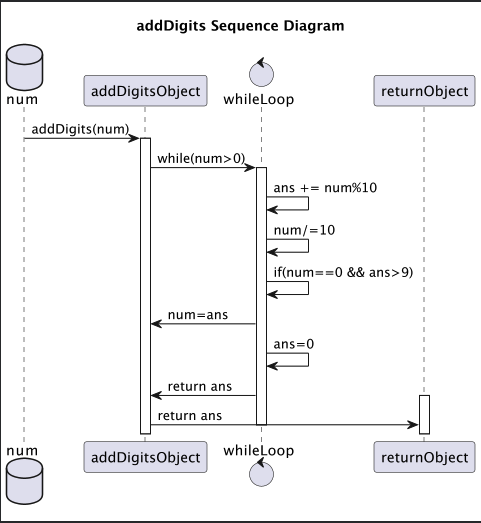 addDigits Sequence Diagram
num
addDigitsObject
whileLoop
returnObject
addDigits(num)
while(num>0)
ans += num%10
num/=10
if(num==0 && ans>9)
num=ans
ans=0
return ans
return ans
num
addDigitsObject
whileLoop
returnObject